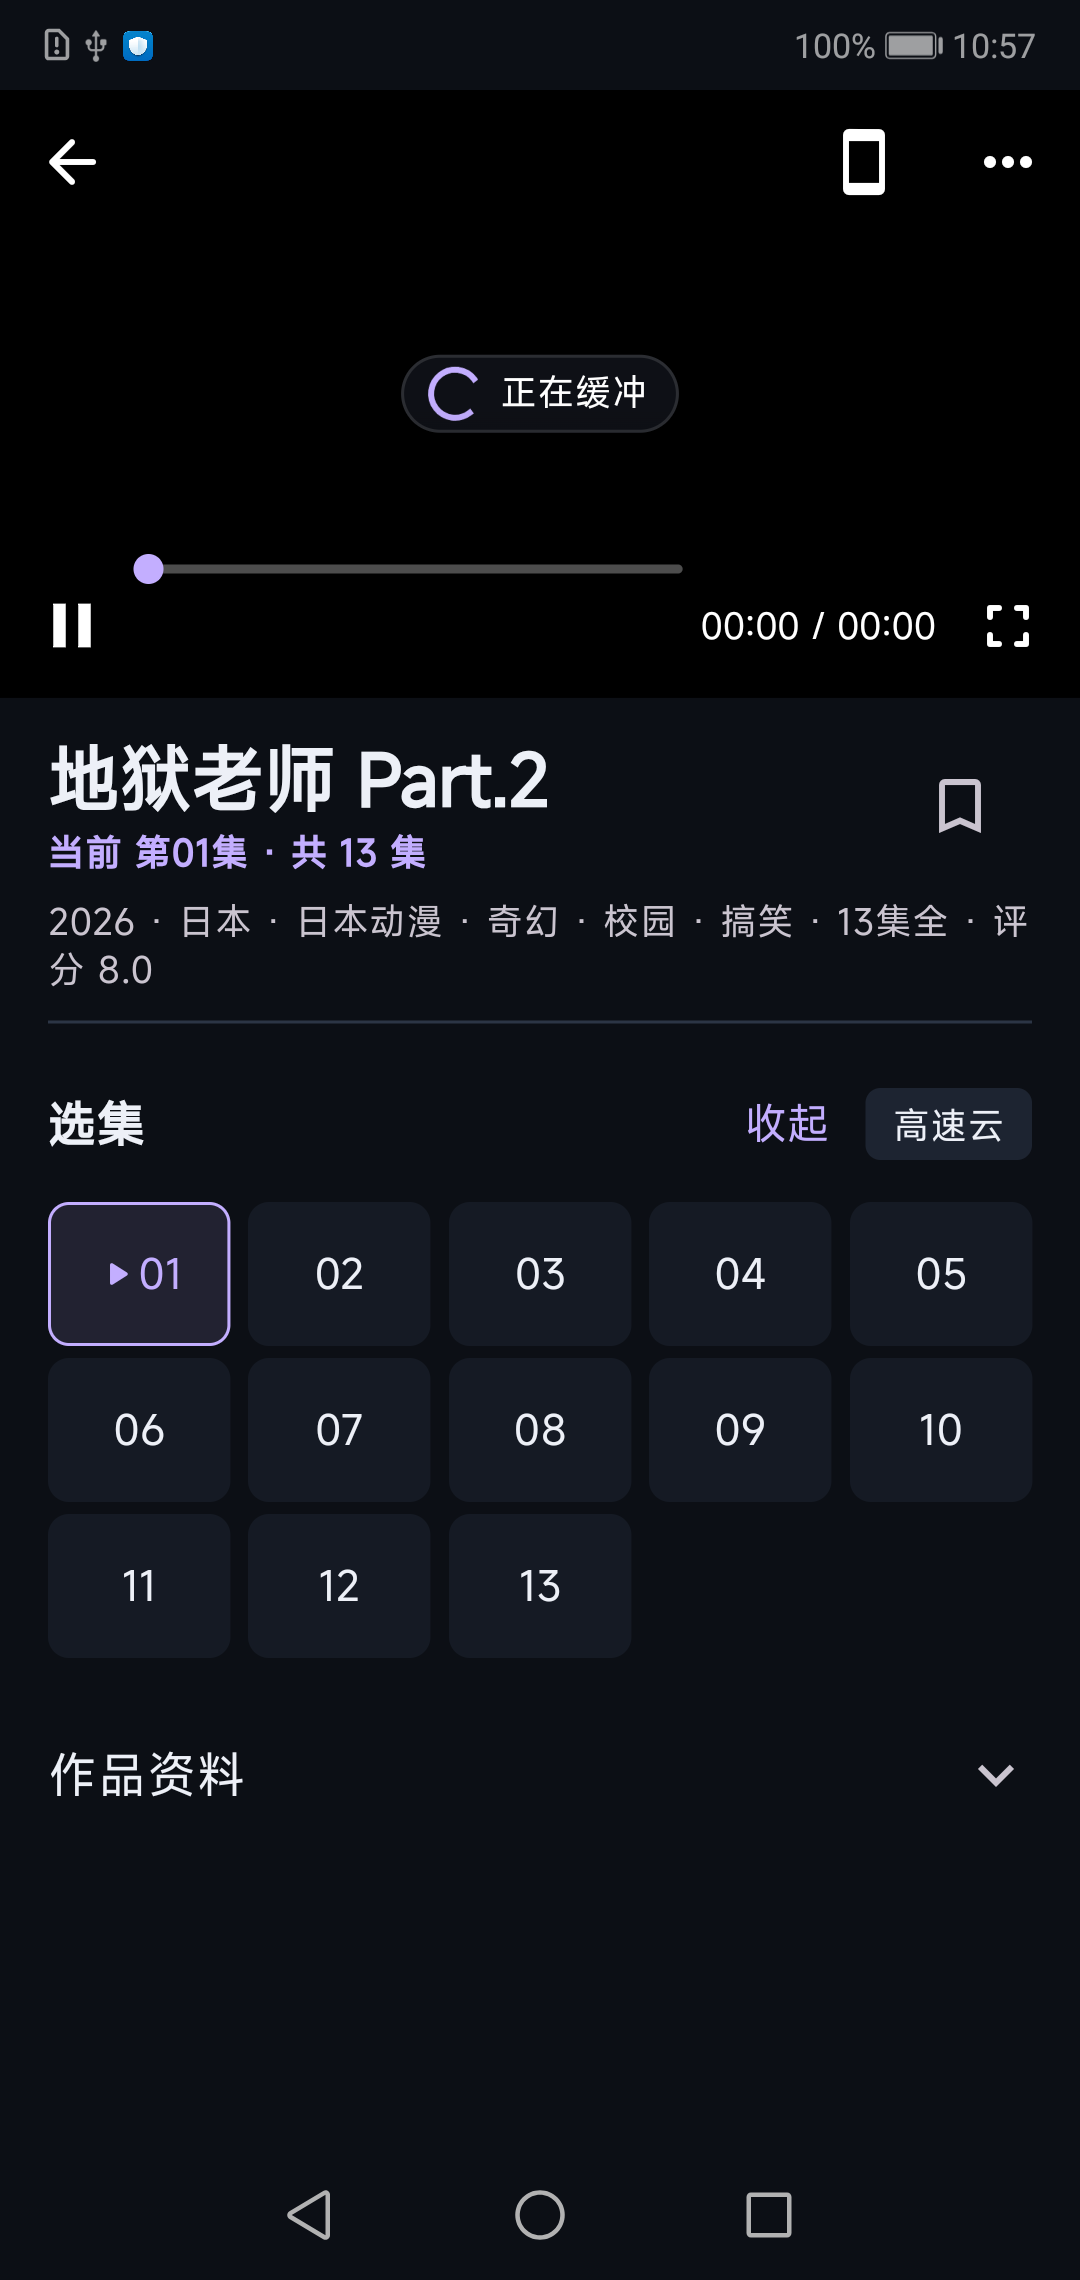 100% 10:57
正在缓冲
00:00 / 00:00
地狱老师 Part.2
当前 第01集 · 共 13 集
2026 · 日本 · 日本动漫 · 奇幻 · 校园 · 搞笑 · 13集全 · 评
分 8.0
选集 收起 高速云
01 02 03 04 05
06 07 08 09 10
11 12 13
作品资料